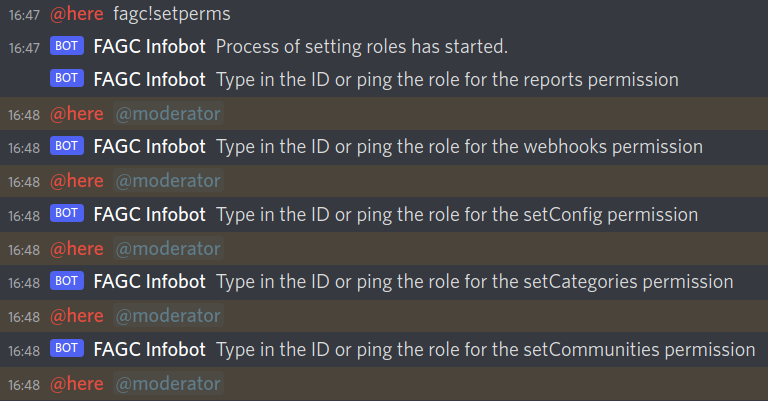 16:47 @here fagc!setperms
16:47 BOT FAGC Infobot Process of setting roles has started.
BOT FAGC Infobot Type in the ID or ping the role for the reports permission
16:48 @here @moderator
16:48 BOT FAGC Infobot Type in the ID or ping the role for the webhooks permission
16:48 @here @moderator
16:48 BOT FAGC Infobot Type in the ID or ping the role for the setConfig permission
16:48 @here @moderator
16:48 BOT FAGC Infobot Type in the ID or ping the role for the setCategories permission
16:48 @here @moderator
16:48 BOT FAGC Infobot Type in the ID or ping the role for the setCommunities permission
16:48 @here @moderator